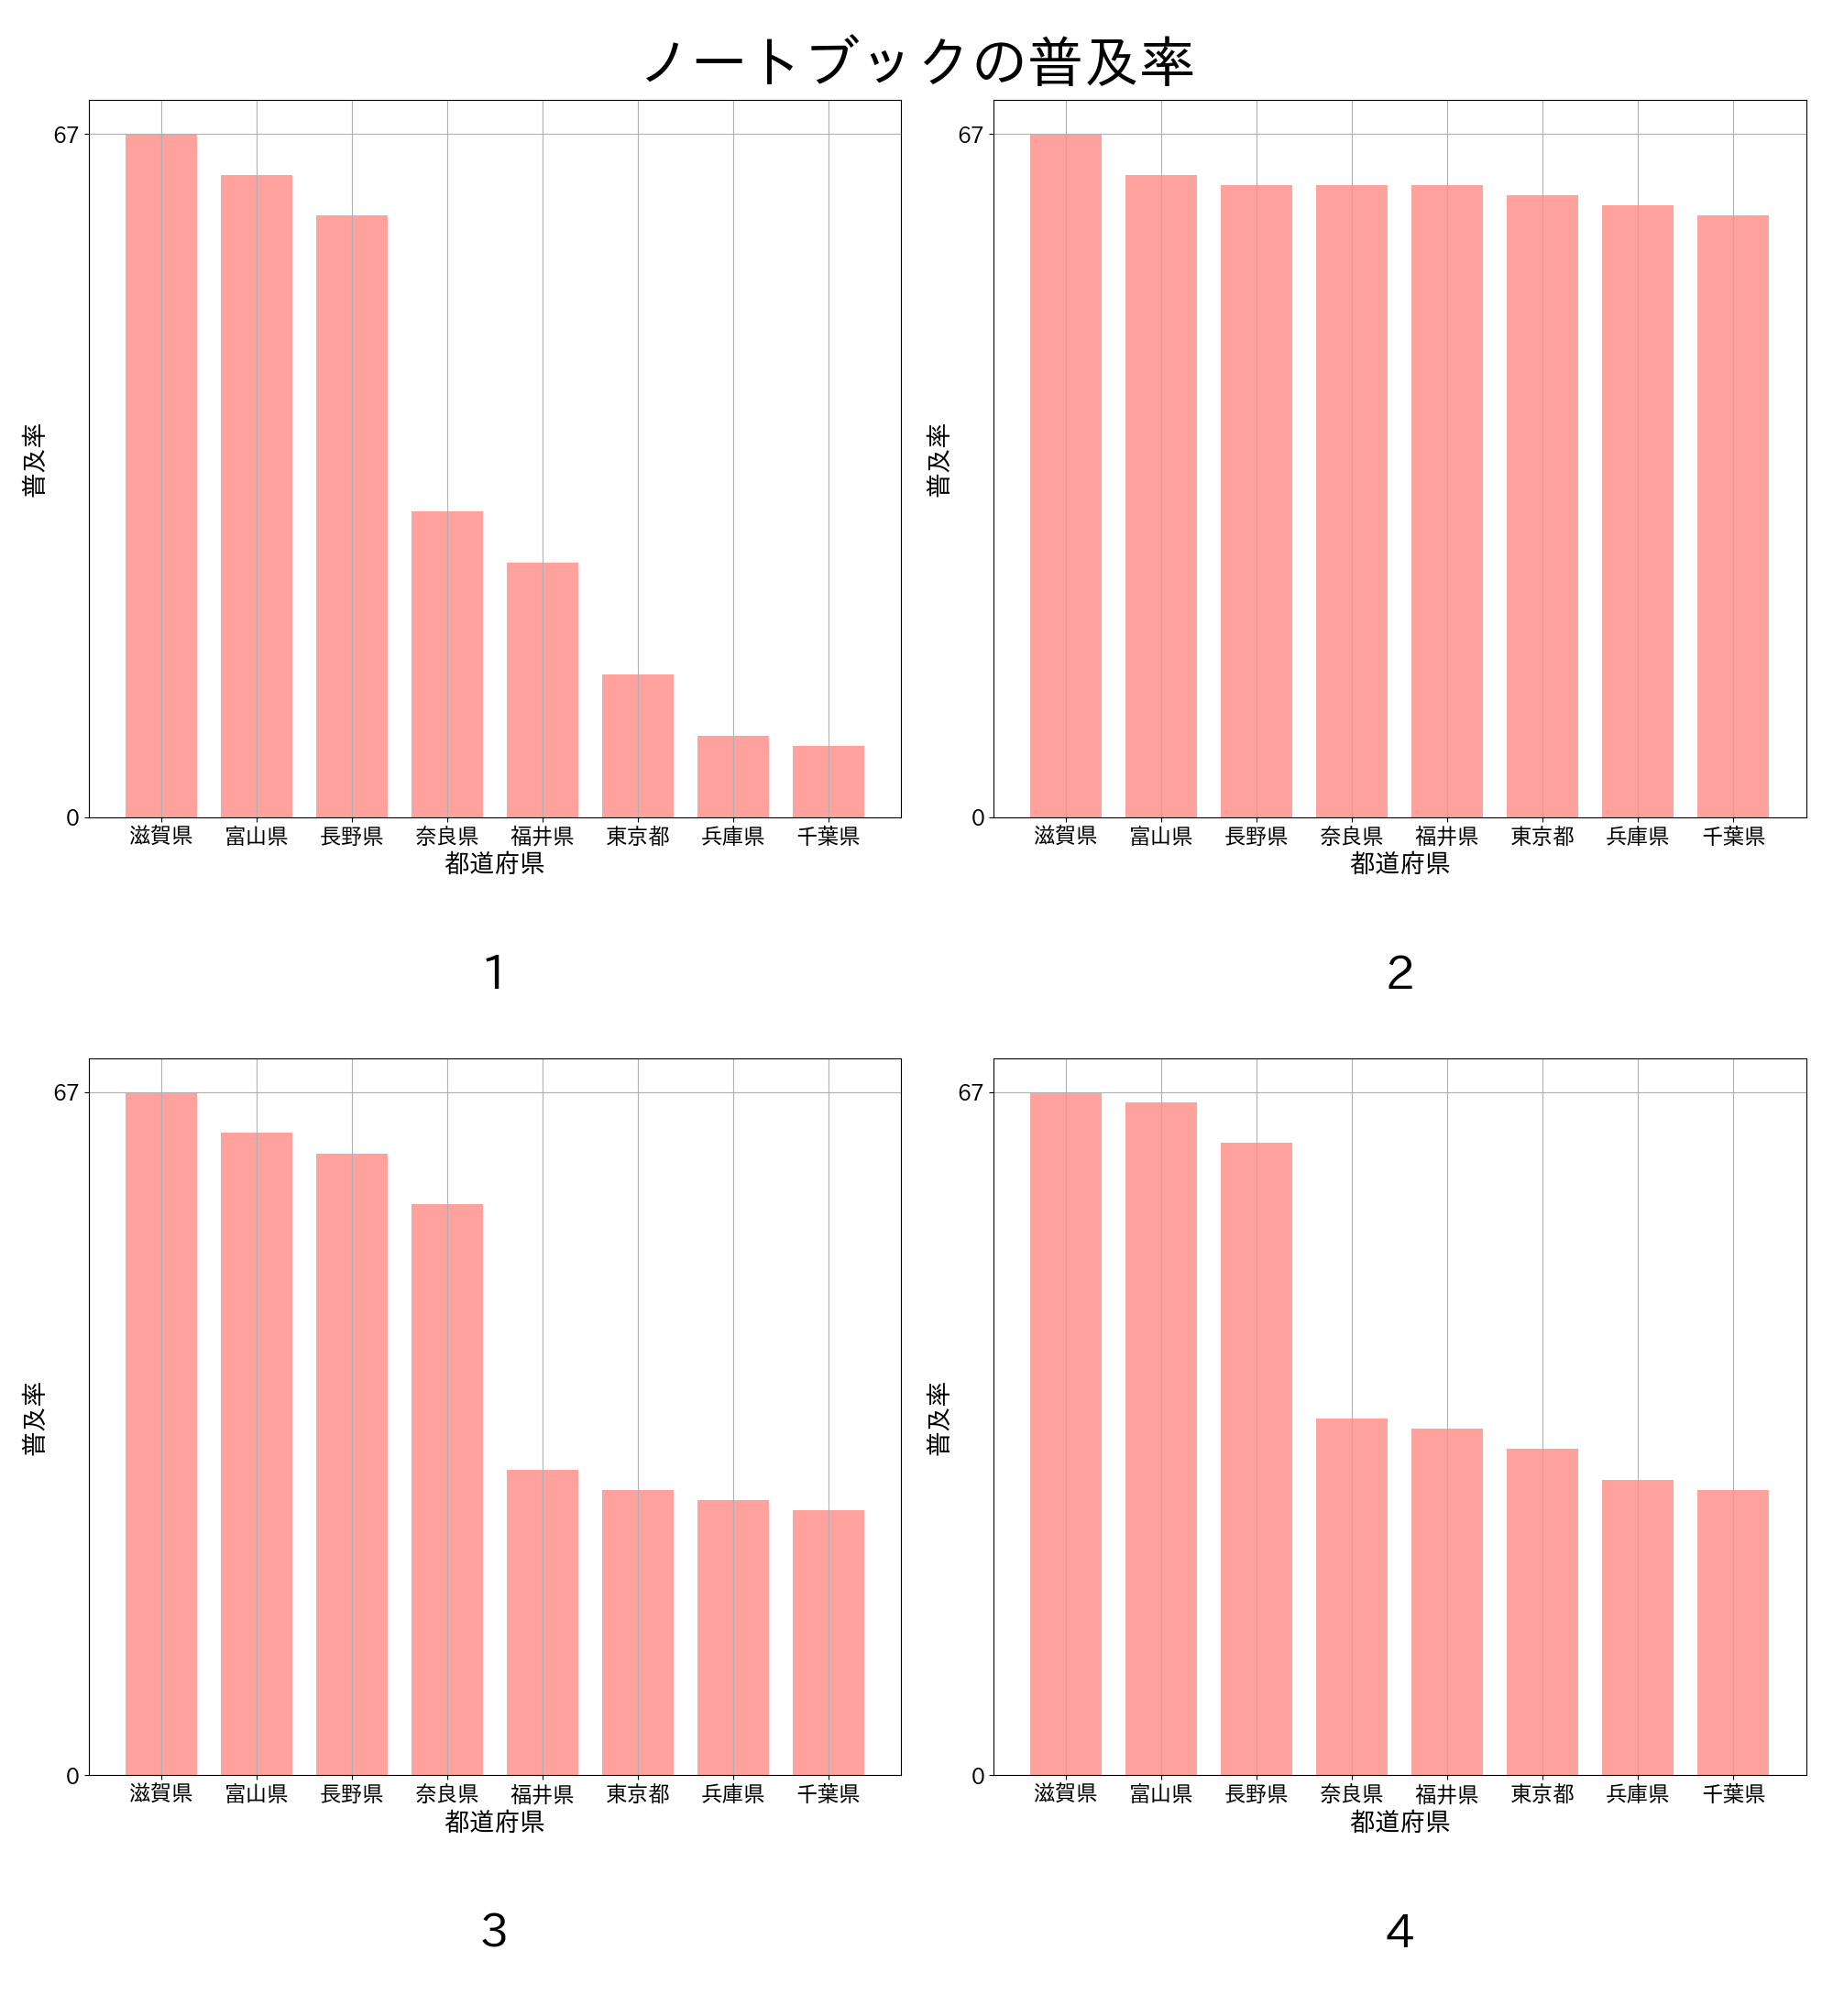 ノートブックの普及率
67
普及率
0
滋賀県 富山県 長野県 奈良県 福井県 東京都 兵庫県 千葉県
都道府県
1
67
普及率
0
滋賀県 富山県 長野県 奈良県 福井県 東京都 兵庫県 千葉県
都道府県
2
67
普及率
0
滋賀県 富山県 長野県 奈良県 福井県 東京都 兵庫県 千葉県
都道府県
3
67
普及率
0
滋賀県 富山県 長野県 奈良県 福井県 東京都 兵庫県 千葉県
都道府県
4